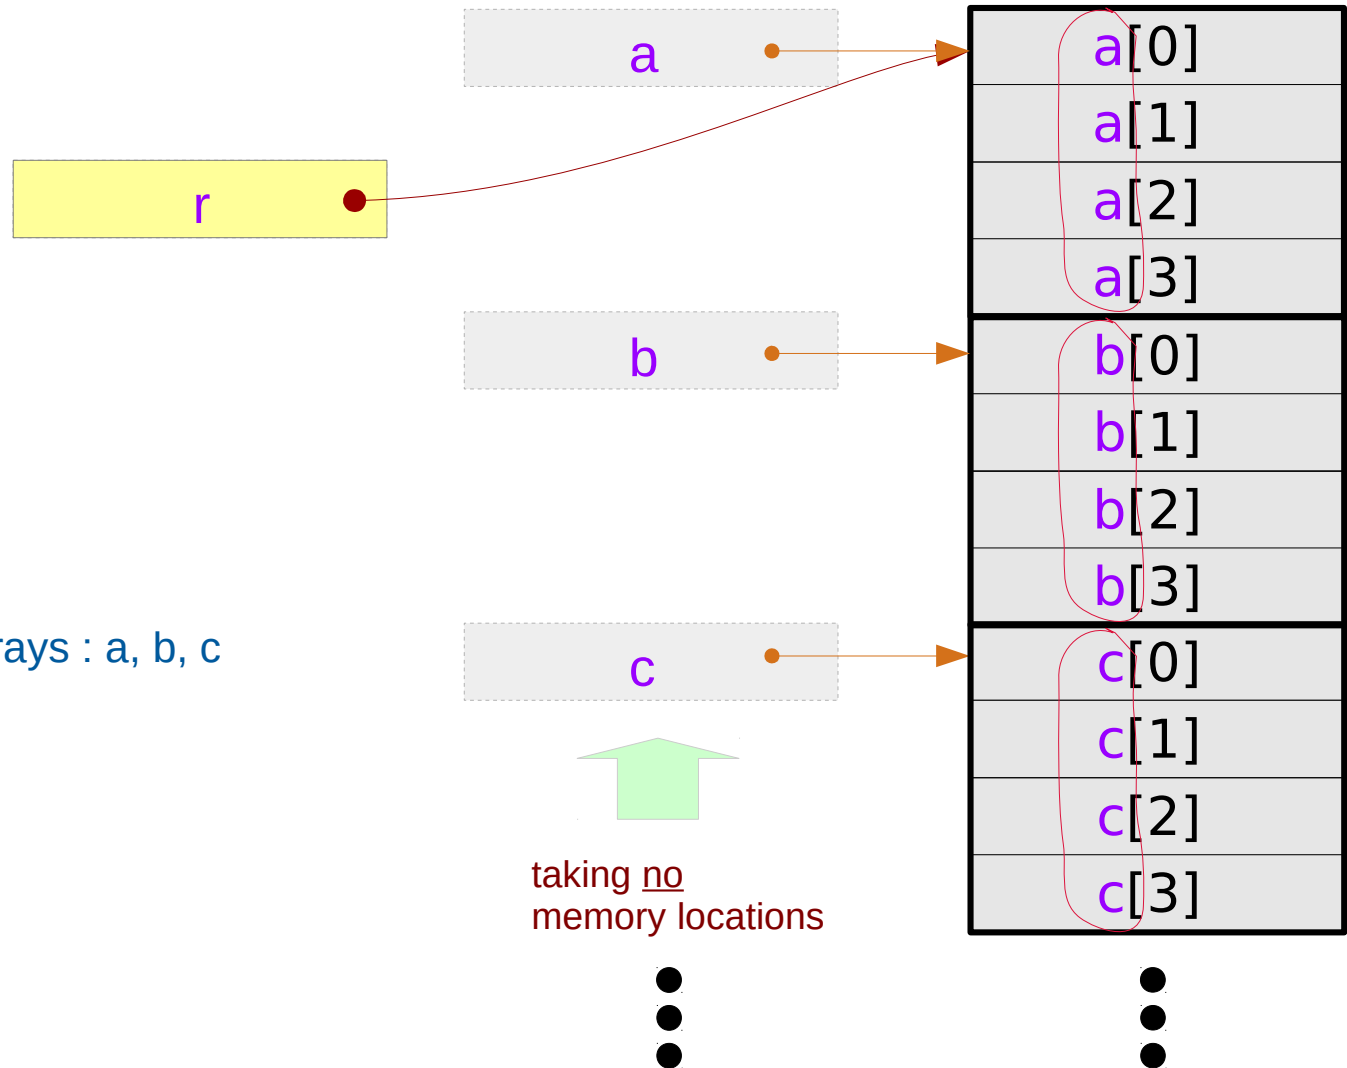 a
a[0]
a[1]
r
a[2]
a[3]
b
b[0]
b[1]
b[2]
b[3]
rays : a, b, c
c
c[0]
c[1]
c[2]
taking no
memory locations
c[3]